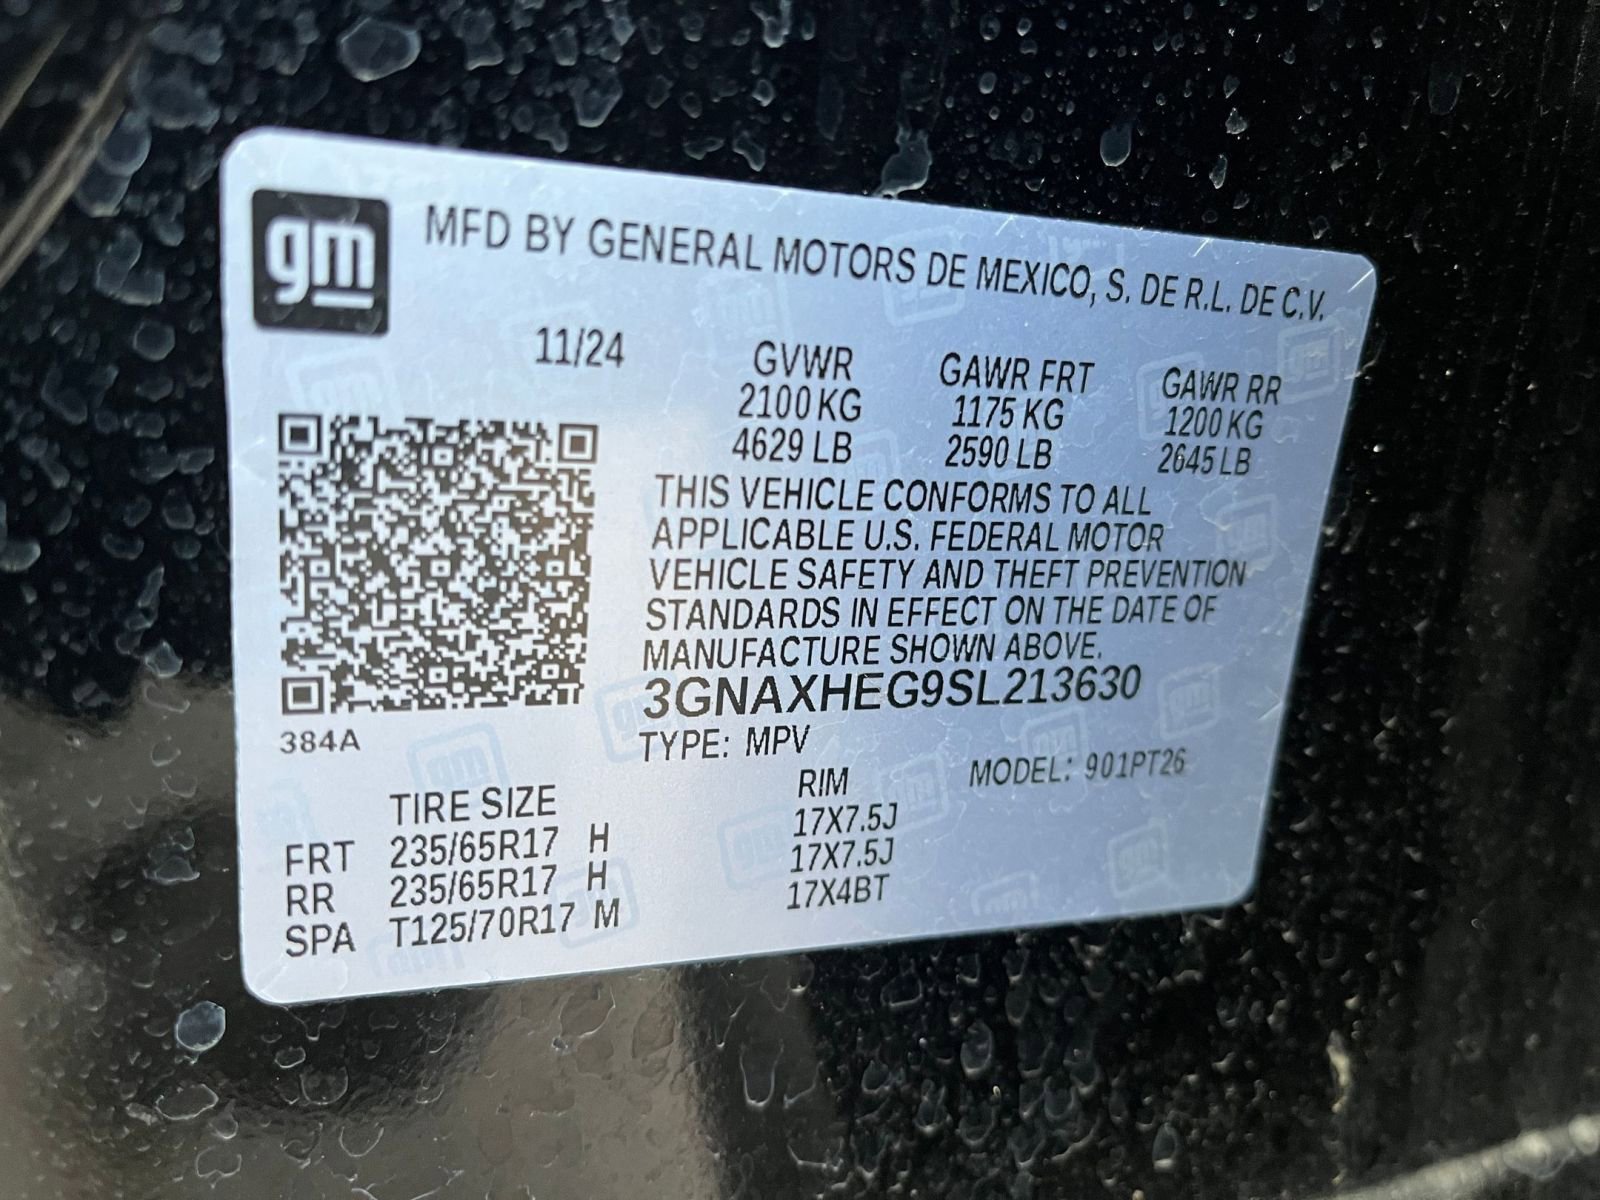 gm
MFD BY GENERAL MOTORS DE MEXICO, S. DE R.L. DE C.V.
11/24
GVWR GAWR FRT GAWR RR
2100 KG 1175 KG 1200 KG
4629 LB 2590 LB 2645 LB
THIS VEHICLE CONFORMS TO ALL
APPLICABLE U.S. FEDERAL MOTOR
VEHICLE SAFETY AND THEFT PREVENTION
STANDARDS IN EFFECT ON THE DATE OF
MANUFACTURE SHOWN ABOVE.
3GNAXHEG9SL213630
384A
TYPE: MPV
MODEL: 901PT26
TIRE SIZE RIM
FRT 235/65R17 H 17X7.5J
RR 235/65R17 H 17X7.5J
SPA T125/70R17 M 17X4BT